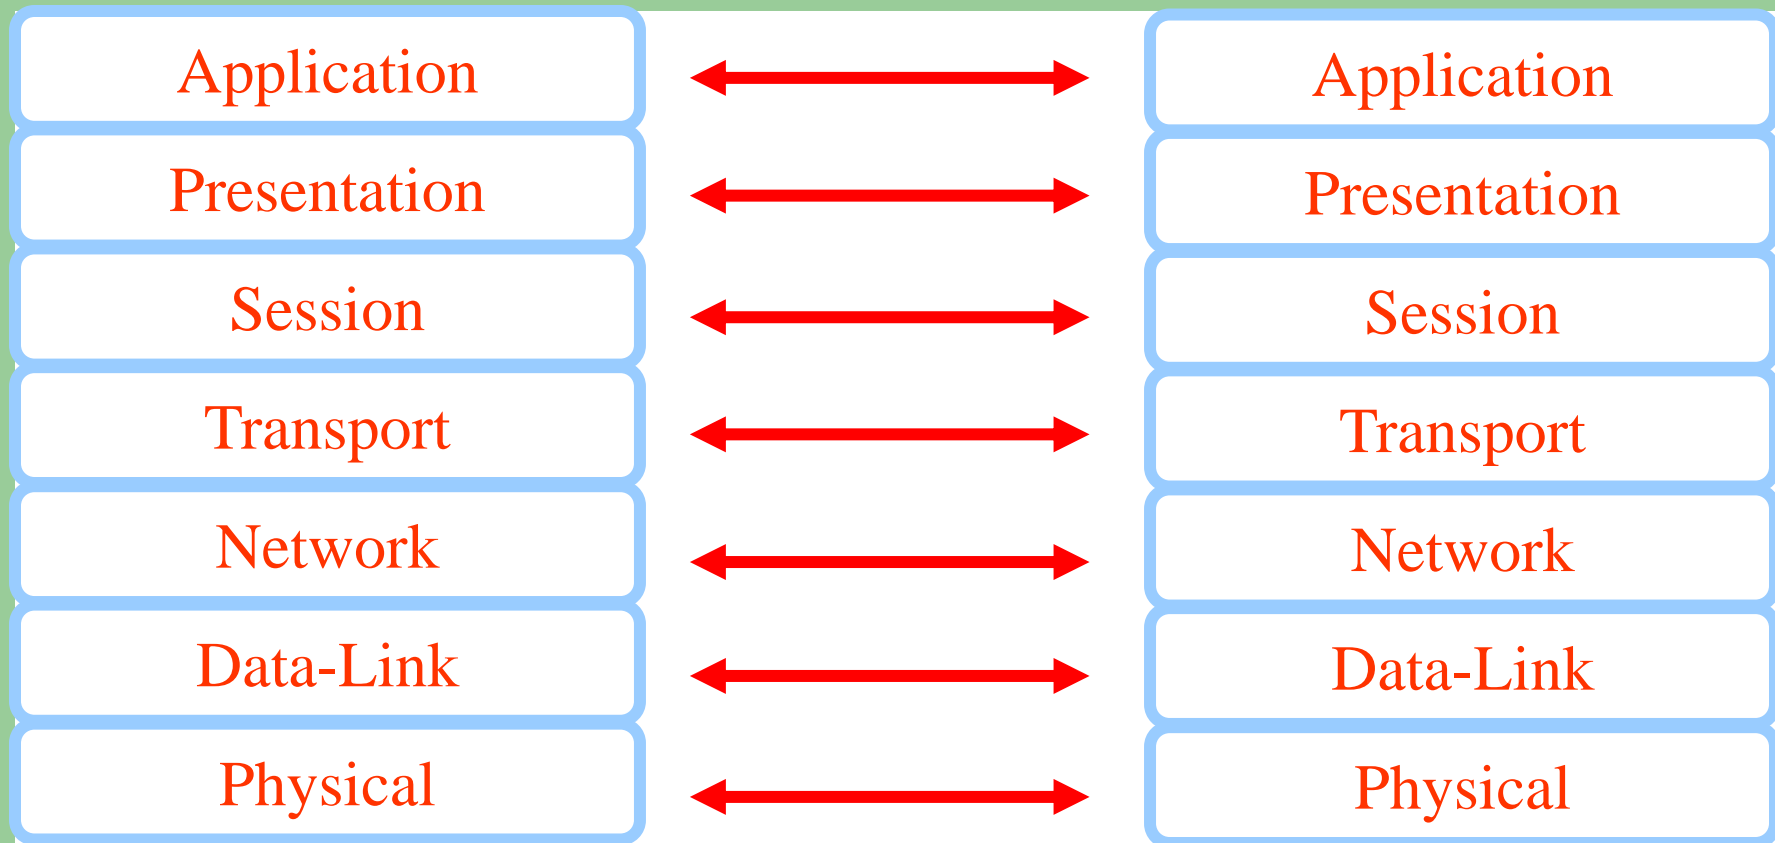 Application
Application
Presentation
Presentation
Session
Session
Transport
Transport
Network
Network
Data-Link
Data-Link
Physical
Physical